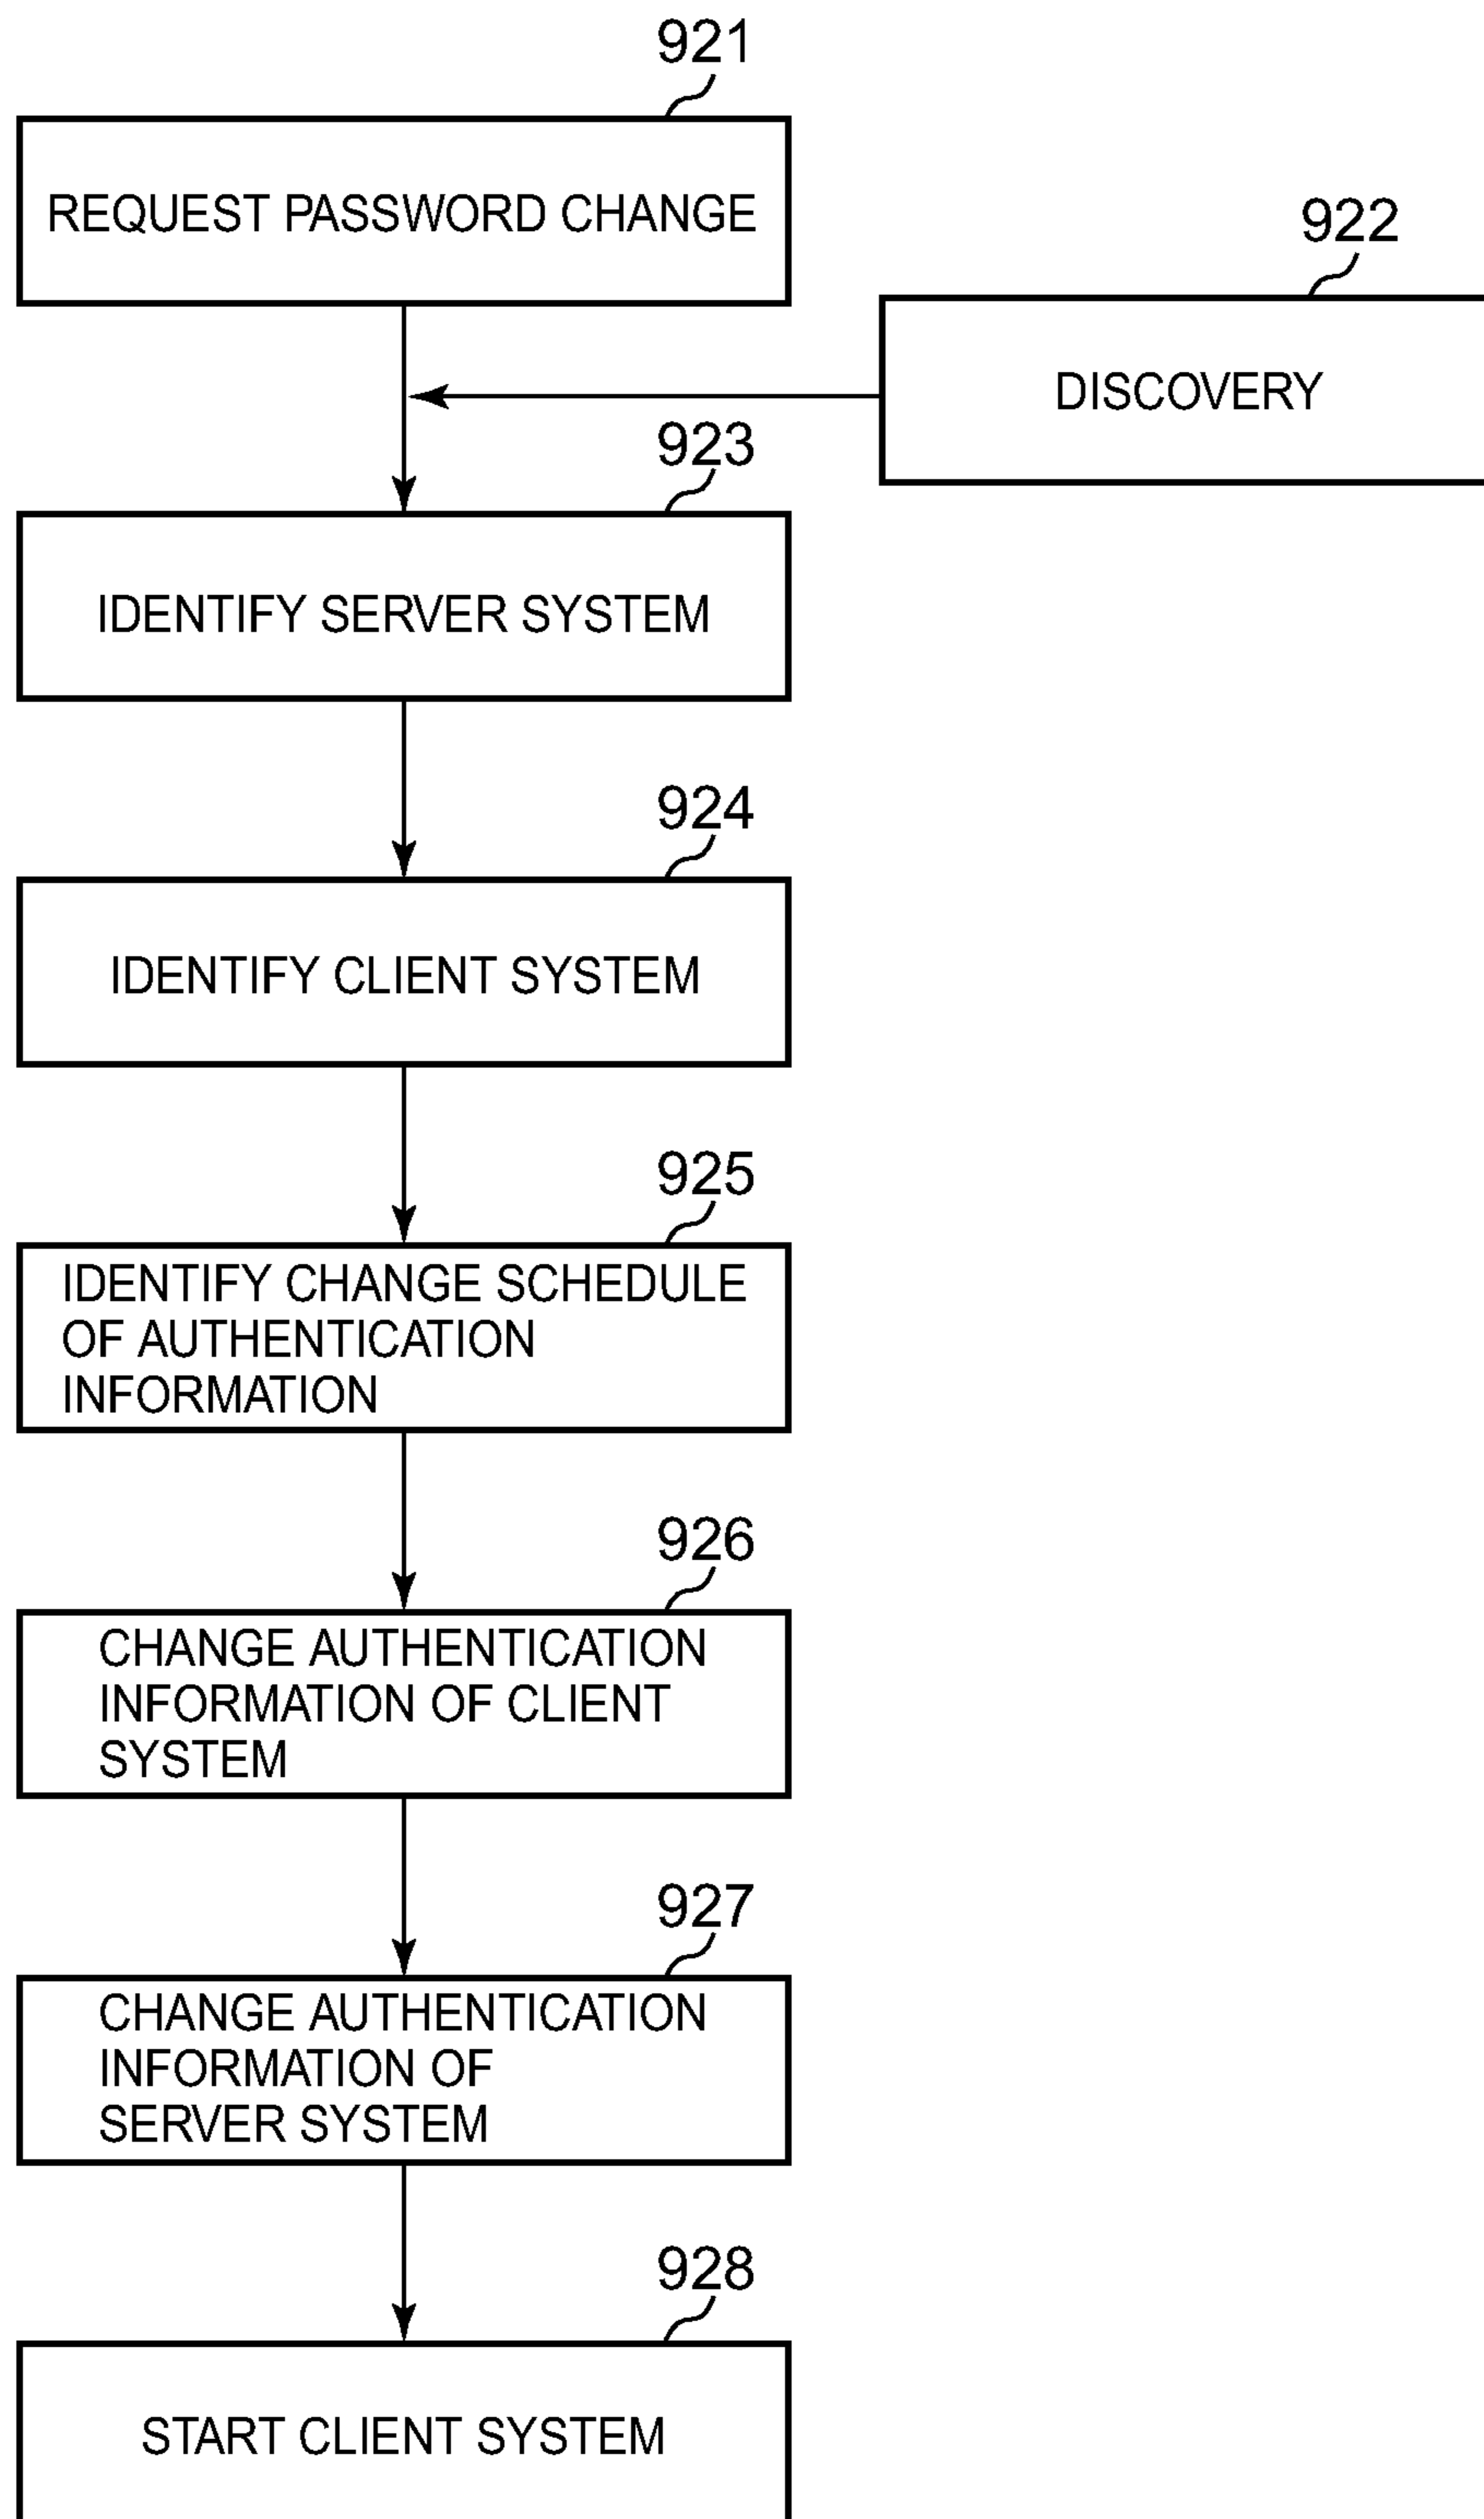 921
REQUEST PASSWORD CHANGE
922
DISCOVERY
923
IDENTIFY SERVER SYSTEM
924
IDENTIFY CLIENT SYSTEM
925
IDENTIFY CHANGE SCHEDULE
OF AUTHENTICATION
INFORMATION
926
CHANGE AUTHENTICATION
INFORMATION OF CLIENT
SYSTEM
927
CHANGE AUTHENTICATION
INFORMATION OF
SERVER SYSTEM
928
START CLIENT SYSTEM